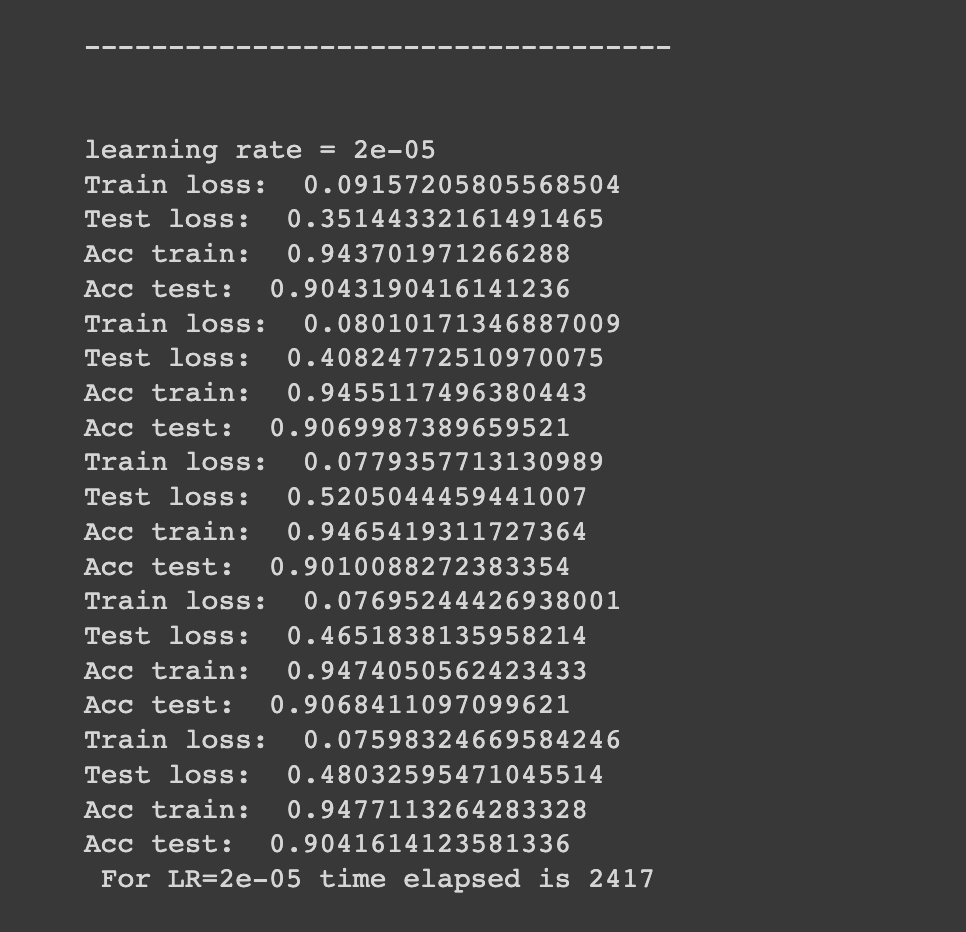 -----------------------------------
learning rate = 2e-05
Train loss:  0.09157205805568504
Test loss:  0.35144332161491465
Acc train:  0.943701971266288
Acc test:  0.9043190416141236
Train loss:  0.08010171346887009
Test loss:  0.40824772510970075
Acc train:  0.9455117496380443
Acc test:  0.9069987389659521
Train loss:  0.0779357713130989
Test loss:  0.5205044459441007
Acc train:  0.9465419311727364
Acc test:  0.9010088272383354
Train loss:  0.07695244426938001
Test loss:  0.4651838135958214
Acc train:  0.9474050562423433
Acc test:  0.9068411097099621
Train loss:  0.07598324669584246
Test loss:  0.48032595471045514
Acc train:  0.9477113264283328
Acc test:  0.9041614123581336
 For LR=2e-05 time elapsed is 2417